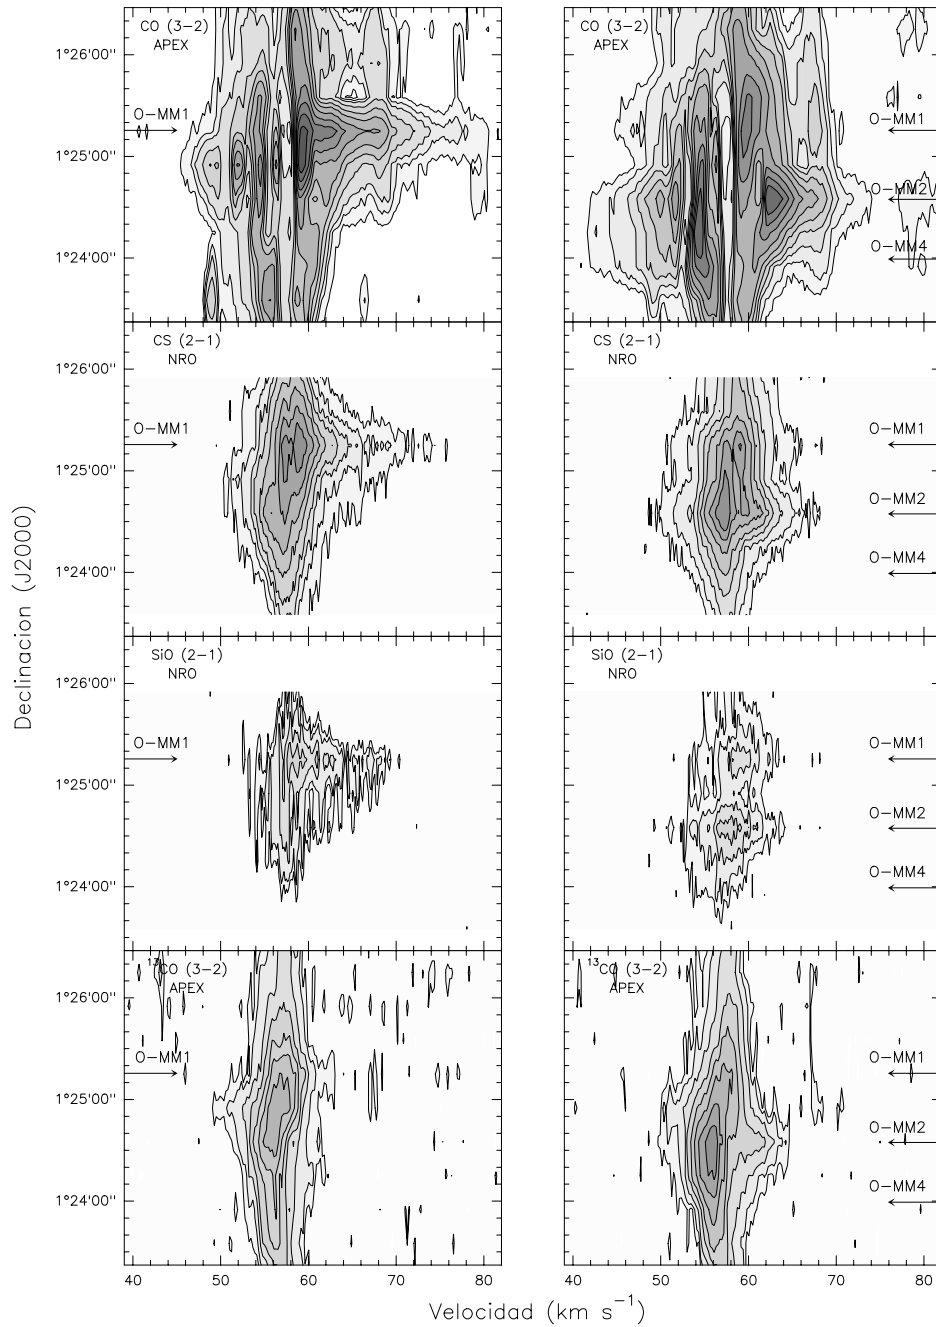 CO (3-2)
APEX
O-MM1
1°26'00"
1°25'00"
1°24'00"
CO (3-2)
APEX
O-MM1
O-MM2
O-MM4
CS (2-1)
NRO
O-MM1
1°26'00"
1°25'00"
1°24'00"
CS (2-1)
NRO
O-MM1
O-MM2
O-MM4
SiO (2-1)
NRO
O-MM1
1°26'00"
1°25'00"
1°24'00"
SiO (2-1)
NRO
O-MM1
O-MM2
O-MM4
¹³CO (3-2)
APEX
O-MM1
1°26'00"
1°25'00"
1°24'00"
¹³CO (3-2)
APEX
O-MM1
O-MM2
O-MM4
40 50 60 70 80
40 50 60 70 80
Declinacion (J2000)
Velocidad (km s⁻¹)